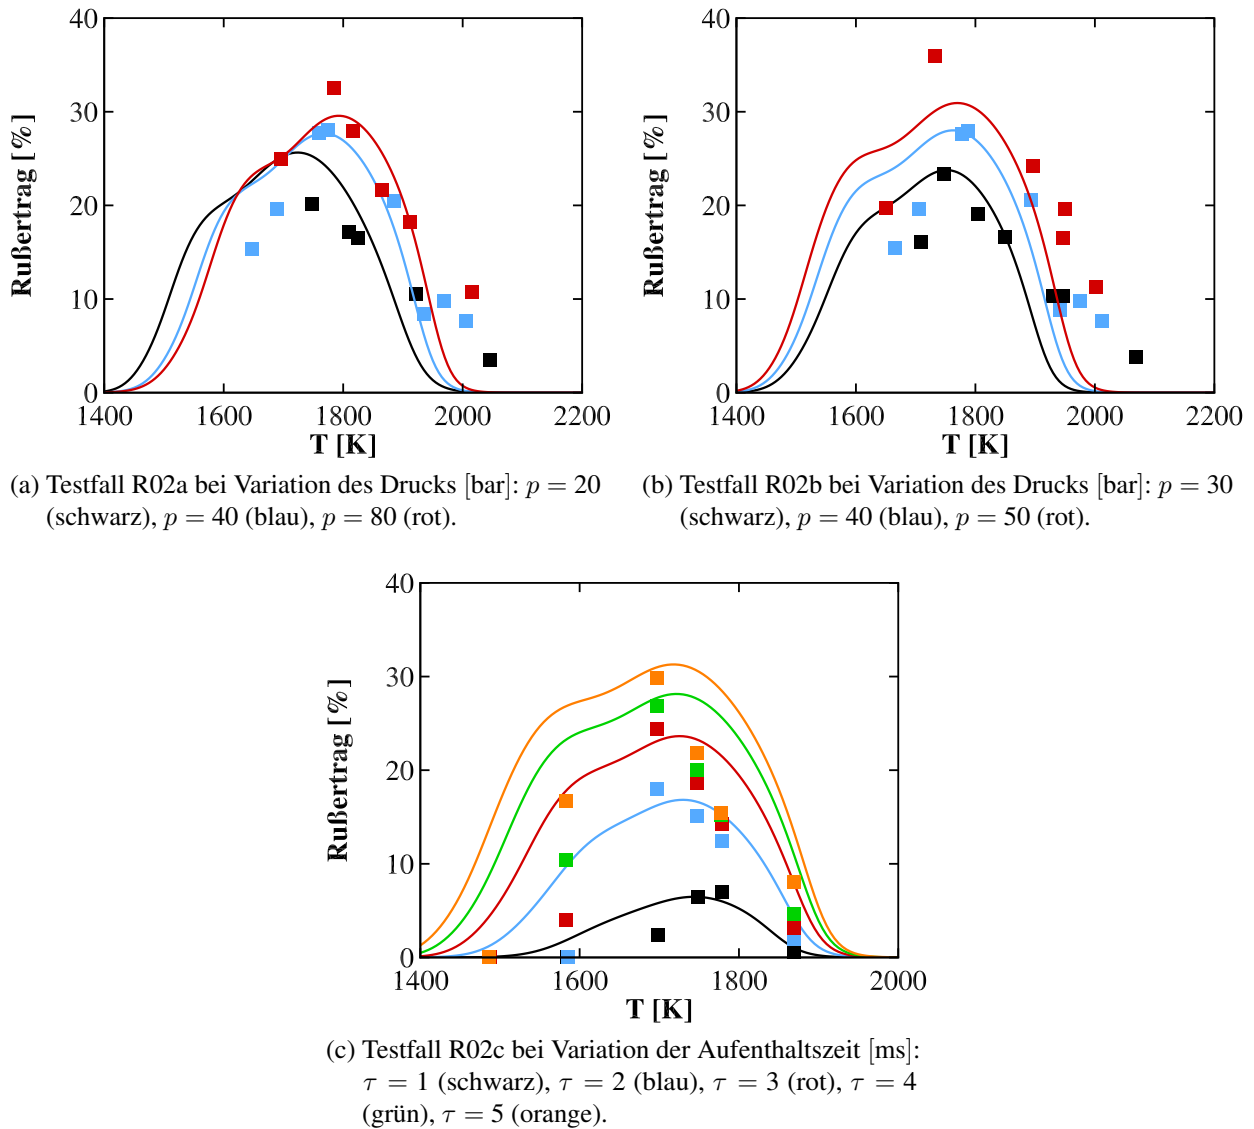 40
30
20
10
0
Rußertrag [%]
1400 1600 1800 2000 2200
T [K]
(a) Testfall R02a bei Variation des Drucks [bar]: p = 20
(schwarz), p = 40 (blau), p = 80 (rot).
40
30
20
10
0
Rußertrag [%]
1400 1600 1800 2000 2200
T [K]
(b) Testfall R02b bei Variation des Drucks [bar]: p = 30
(schwarz), p = 40 (blau), p = 50 (rot).
40
30
20
10
0
Rußertrag [%]
1400 1600 1800 2000
T [K]
(c) Testfall R02c bei Variation der Aufenthaltszeit [ms]:
τ = 1 (schwarz), τ = 2 (blau), τ = 3 (rot), τ = 4
(grün), τ = 5 (orange).